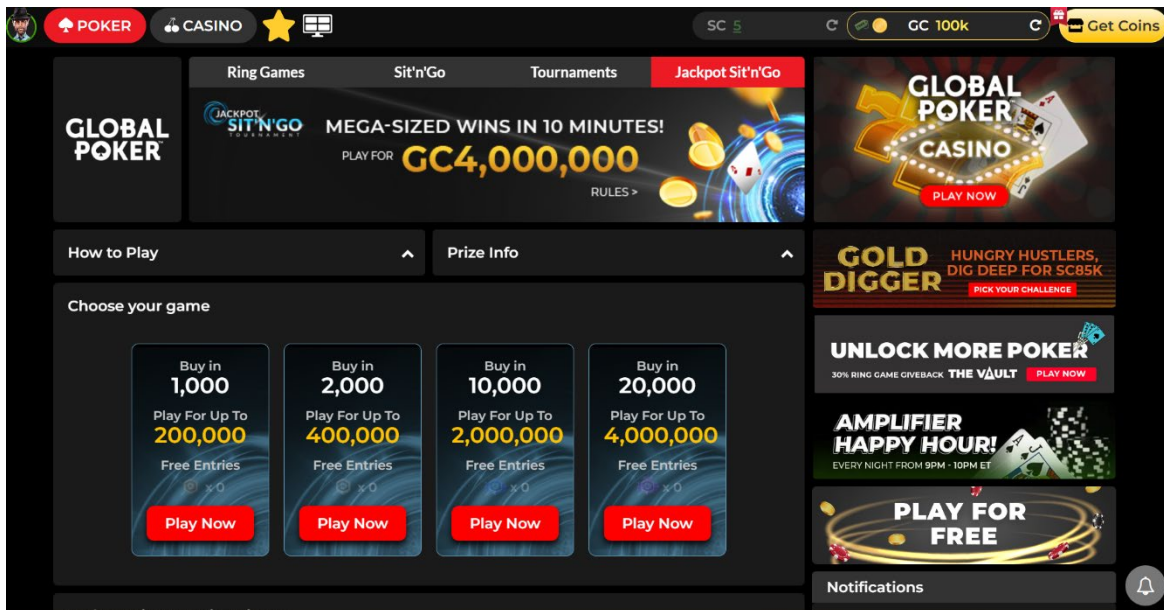 POKER
CASINO
SC 5
GC 100k
Get Coins
GLOBAL
POKER
Ring Games
Sit'n'Go
Tournaments
Jackpot Sit'n'Go
JACKPOT
SIT'N'GO
TOURNAMENT
MEGA-SIZED WINS IN 10 MINUTES!
PLAY FOR GC4,000,000
RULES >
GLOBAL
POKER
CASINO
PLAY NOW
How to Play
Prize Info
GOLD
DIGGER
HUNGRY HUSTLERS,
DIG DEEP FOR SC85K
PICK YOUR CHALLENGE
Choose your game
Buy in
1,000
Play For Up To
200,000
Free Entries
x 0
Play Now
Buy in
2,000
Play For Up To
400,000
Free Entries
x 0
Play Now
Buy in
10,000
Play For Up To
2,000,000
Free Entries
x 0
Play Now
Buy in
20,000
Play For Up To
4,000,000
Free Entries
x 0
Play Now
UNLOCK MORE POKER
30% RING GAME GIVEBACK THE VAULT PLAY NOW
AMPLIFIER
HAPPY HOUR!
EVERY NIGHT FROM 9PM - 10PM ET
PLAY FOR
FREE
Notifications